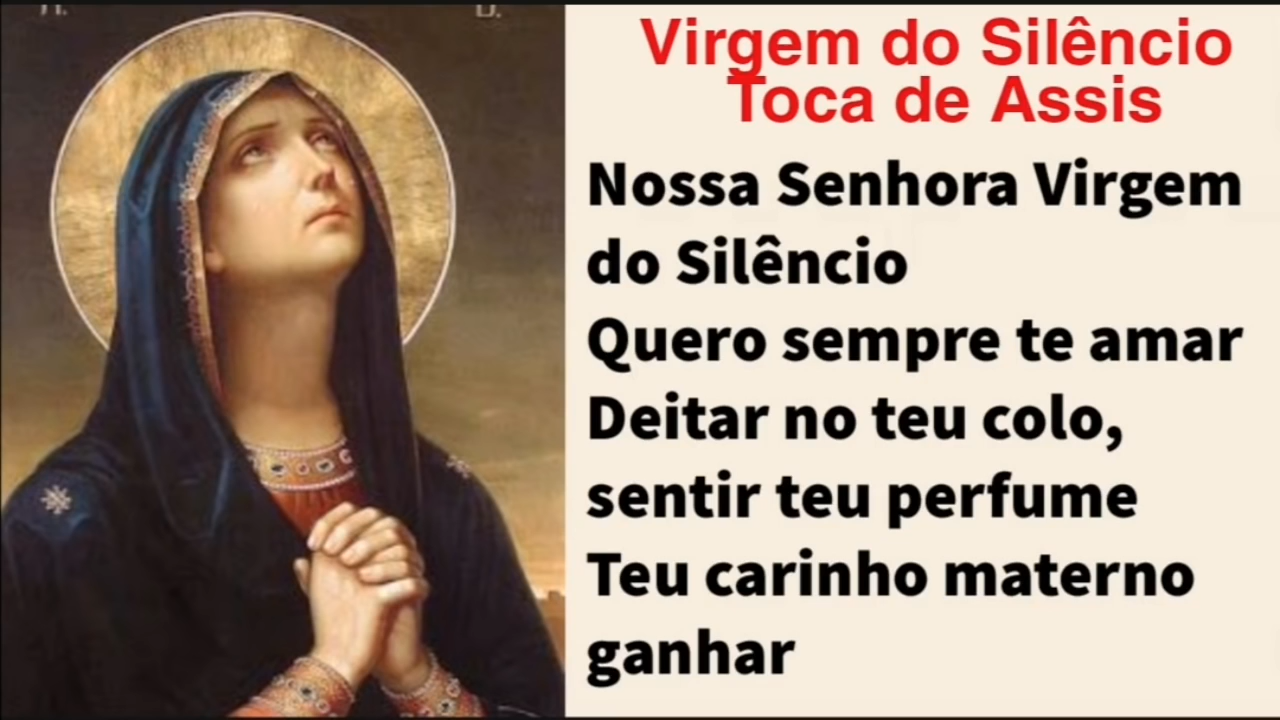 Virgem do Silêncio
Toca de Assis
Nossa Senhora Virgem
do Silêncio
Quero sempre te amar
Deitar no teu colo,
sentir teu perfume
Teu carinho materno
ganhar